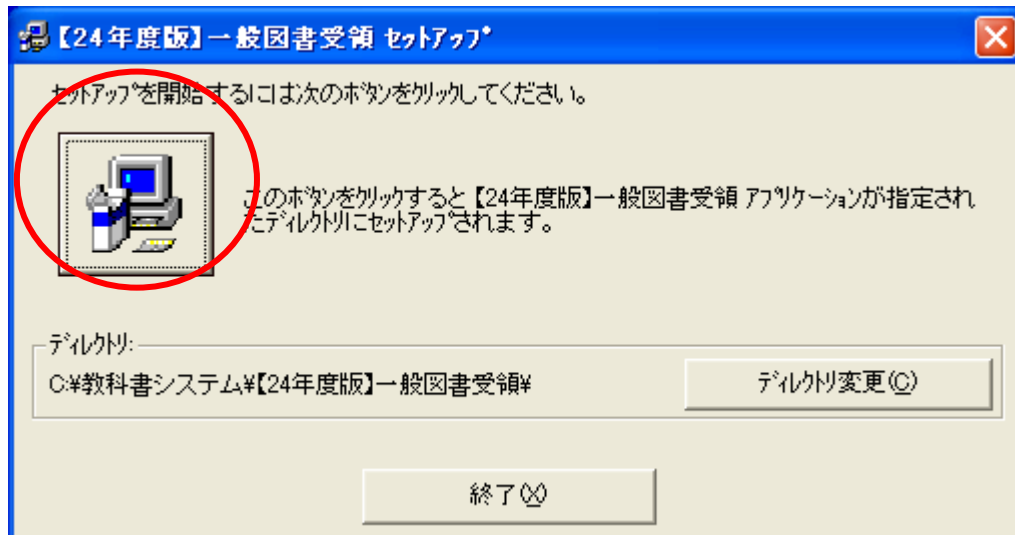 【24年度版】一般図書受領 ｾｯﾄｱｯﾌﾟ
ｾｯﾄｱｯﾌﾟを開始するには次のﾎﾞﾀﾝをｸﾘｯｸしてください。
このﾎﾞﾀﾝをｸﾘｯｸすると【24年度版】一般図書受領 ｱﾌﾟﾘｹｰｼｮﾝが指定され
たﾃﾞｨﾚｸﾄﾘにｾｯﾄｱｯﾌﾟされます。
ﾃﾞｨﾚｸﾄﾘ:
C:¥教科書システム¥【24年度版】一般図書受領¥
ﾃﾞｨﾚｸﾄﾘ変更(C)
終了(X)